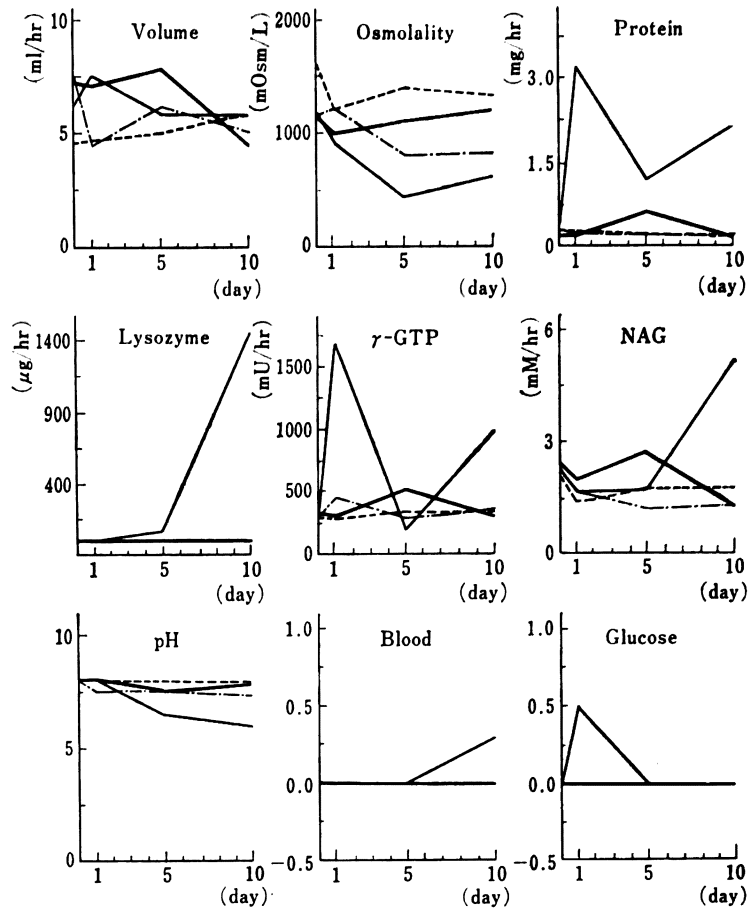 Volume
(ml/hr)
10
5
0
1 5 10
(day)
Osmolality
(mOsm/L)
2000
1000
0
1 5 10
(day)
Protein
(mg/hr)
3.0
1.5
0
1 5 10
(day)
Lysozyme
(μg/hr)
1400
900
400
1 5 10
(day)
γ-GTP
(mU/hr)
1500
1000
500
0
1 5 10
(day)
NAG
(mM/hr)
6
3
0
1 5 10
(day)
pH
10
5
0
1 5 10
(day)
Blood
1.0
0.5
0.0
−0.5
1 5 10
(day)
Glucose
1.0
0.5
0.0
−0.5
1 5 10
(day)